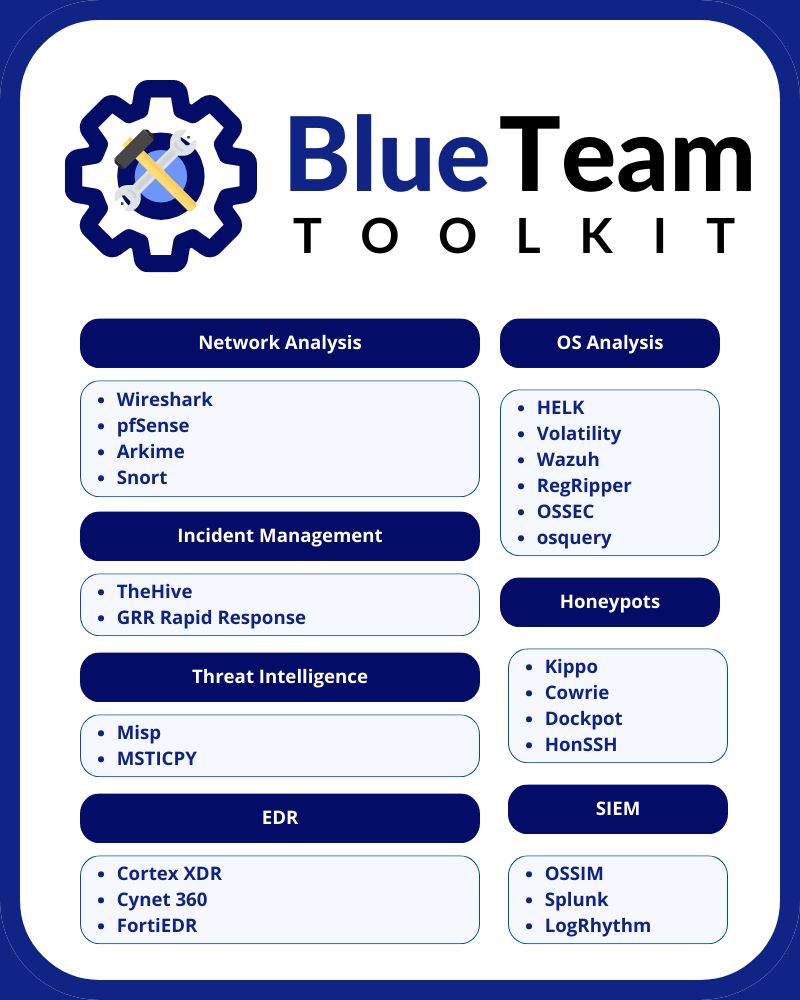 Blue Team
TOOLKIT
Network Analysis
• Wireshark
• pfSense
• Arkime
• Snort
Incident Management
• TheHive
• GRR Rapid Response
Threat Intelligence
• Misp
• MSTICPY
EDR
• Cortex XDR
• Cynet 360
• FortiEDR
OS Analysis
• HELK
• Volatility
• Wazuh
• RegRipper
• OSSEC
• osquery
Honeypots
• Kippo
• Cowrie
• Dockpot
• HonSSH
SIEM
• OSSIM
• Splunk
• LogRhythm